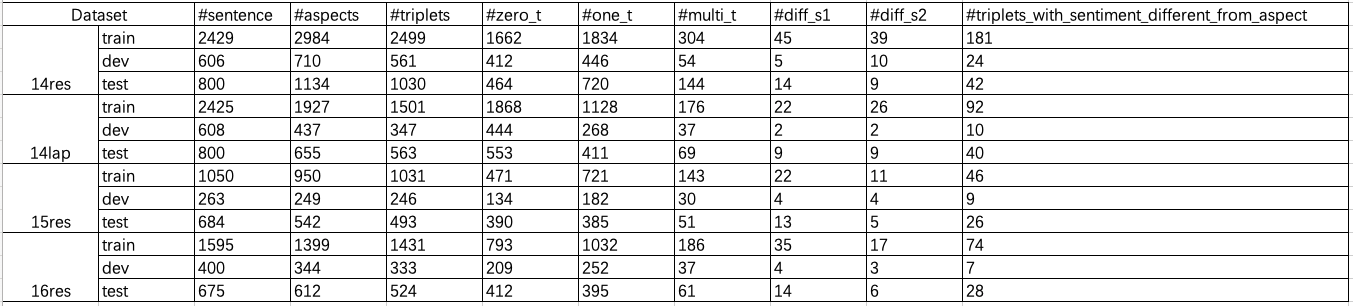 Dataset #sentence #aspects #triplets #zero_t #one_t #multi_t #diff_s1 #diff_s2 #triplets_with_sentiment_different_from_aspect
train 2429 2984 2499 1662 1834 304 45 39 181
dev 606 710 561 412 446 54 5 10 24
14res test 800 1134 1030 464 720 144 14 9 42
train 2425 1927 1501 1868 1128 176 22 26 92
dev 608 437 347 444 268 37 2 2 10
14lap test 800 655 563 553 411 69 9 9 40
train 1050 950 1031 471 721 143 22 11 46
dev 263 249 246 134 182 30 4 4 9
15res test 684 542 493 390 385 51 13 5 26
train 1595 1399 1431 793 1032 186 35 17 74
dev 400 344 333 209 252 37 4 3 7
16res test 675 612 524 412 395 61 14 6 28